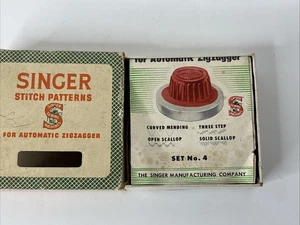 SINGER
STITCH PATTERNS
S
FOR AUTOMATIC ZIGZAGGER
for Automatic Zigzagger
S
CURVED MENDING
THREE STEP
OPEN SCALLOP
SOLID SCALLOP
SET No. 4
THE SINGER MANUFACTURING COMPANY